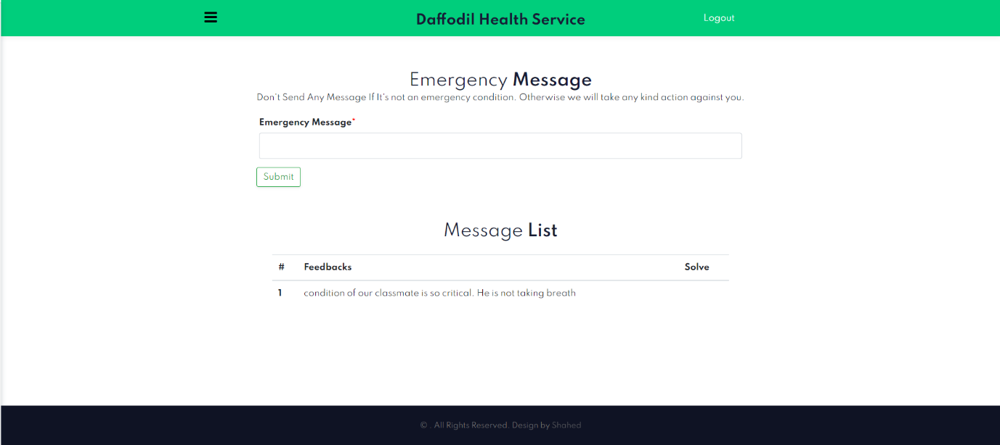 Daffodil Health Service Logout
Emergency Message
Don't Send Any Message If It's not an emergency condition. Otherwise we will take any kind action against you.
Emergency Message*
Submit
Message List
# Feedbacks Solve
1 condition of our classmate is so critical. He is not taking breath
© . All Rights Reserved. Design by Shahed